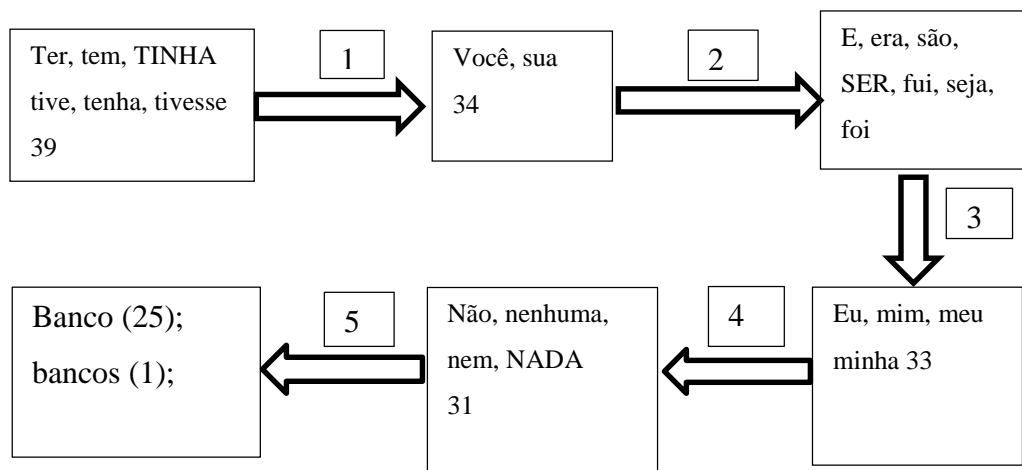 Ter, tem, TINHA
tive, tenha, tivesse
39
1
Você, sua
34
2
E, era, são,
SER, fui, seja,
foi
3
Eu, mim, meu
minha 33
4
Não, nenhuma,
nem, NADA
31
5
Banco (25);
bancos (1);